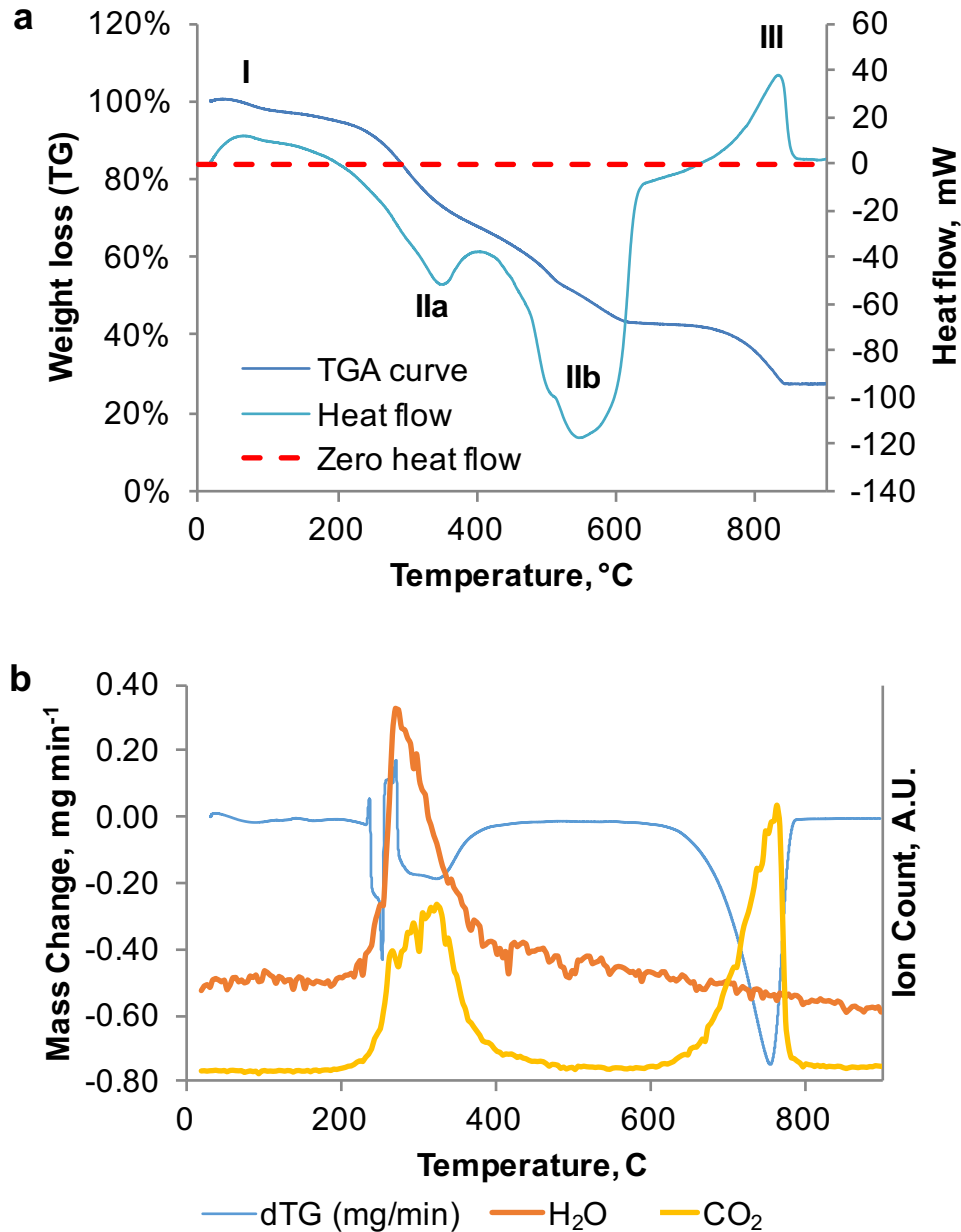 a
120%
100%
80%
60%
40%
20%
0%
Weight loss (TG)
I
IIa
IIb
III
TGA curve
Heat flow
Zero heat flow
60
40
20
0
-20
-40
-60
-80
-100
-120
-140
Heat flow, mW
0 200 400 600 800
Temperature, °C
b
0.40
0.20
0.00
-0.20
-0.40
-0.60
-0.80
Mass Change, mg min⁻¹
Ion Count, A.U.
0 200 400 600 800
Temperature, C
dTG (mg/min) H₂O CO₂